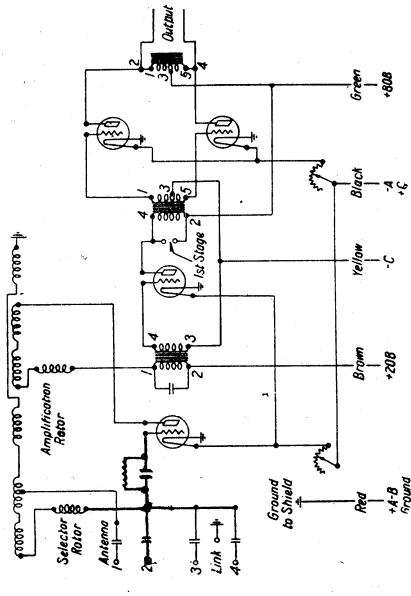 Output
2
1
3
5
4
1
4
3
5
2
1st Stage
4
1
3
2
Amplification
Rotor
Selector
Rotor
Antenna
1
2
3
Link
4
Ground
to Shield
Red
+A-B
Ground
Brown
+20B
Yellow
-C
Black
-A
+C
Green
+80B